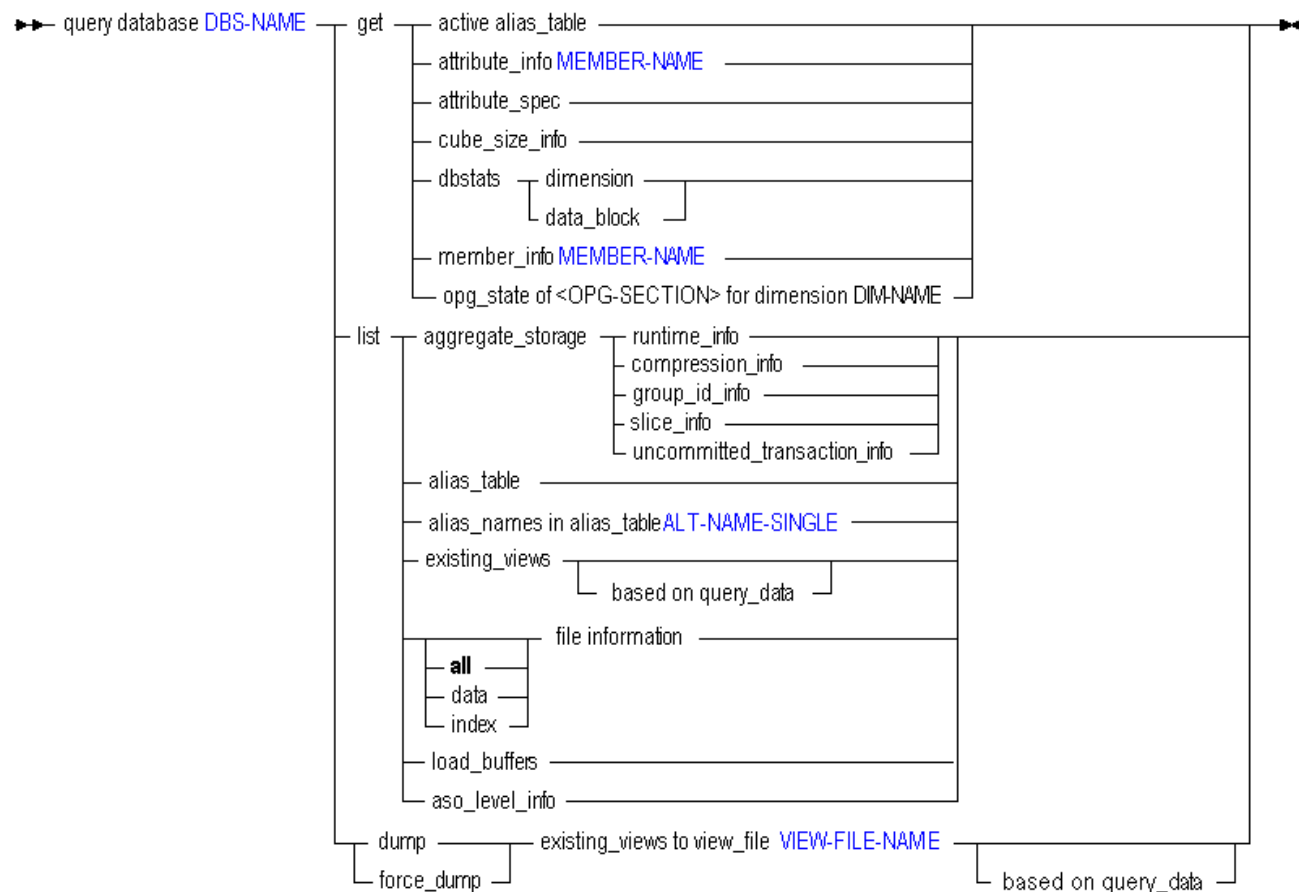 query database DBS-NAME get active alias_table
attribute_info MEMBER-NAME
attribute_spec
cube_size_info
dbstats dimension
data_block
member_info MEMBER-NAME
opg_state of <OPG-SECTION> for dimension DIM-NAME
list aggregate_storage runtime_info
compression_info
group_id_info
slice_info
uncommitted_transaction_info
alias_table
alias_names in alias_table ALT-NAME-SINGLE
existing_views
based on query_data
file information
all
data
index
load_buffers
aso_level_info
dump existing_views to view_file VIEW-FILE-NAME
force_dump based on query_data